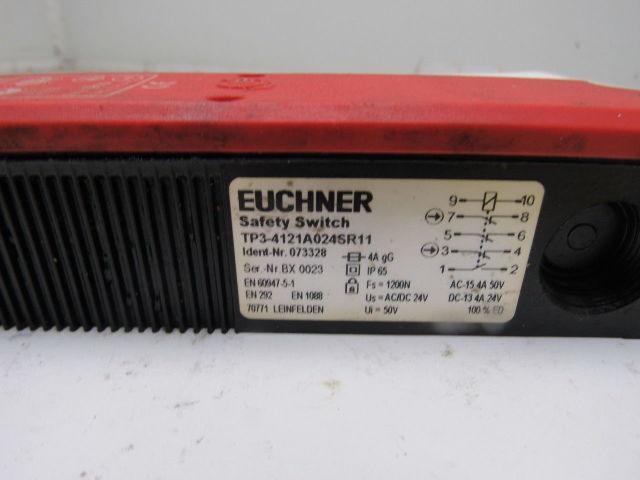 EUCHNER
Safety Switch
TP3-4121A024SR11
Ident-Nr. 073328
Ser.-Nr. BX 0023
EN 60947-5-1
EN 292 EN 1088
70771 LEINFELDEN
4A gG
IP 65
Fs = 1200N
Us = AC/DC 24V
Ui = 50V
9 10
7 8
5 6
3 4
1 2
AC-15 4A 50V
DC-13 4A 24V
100 % ED